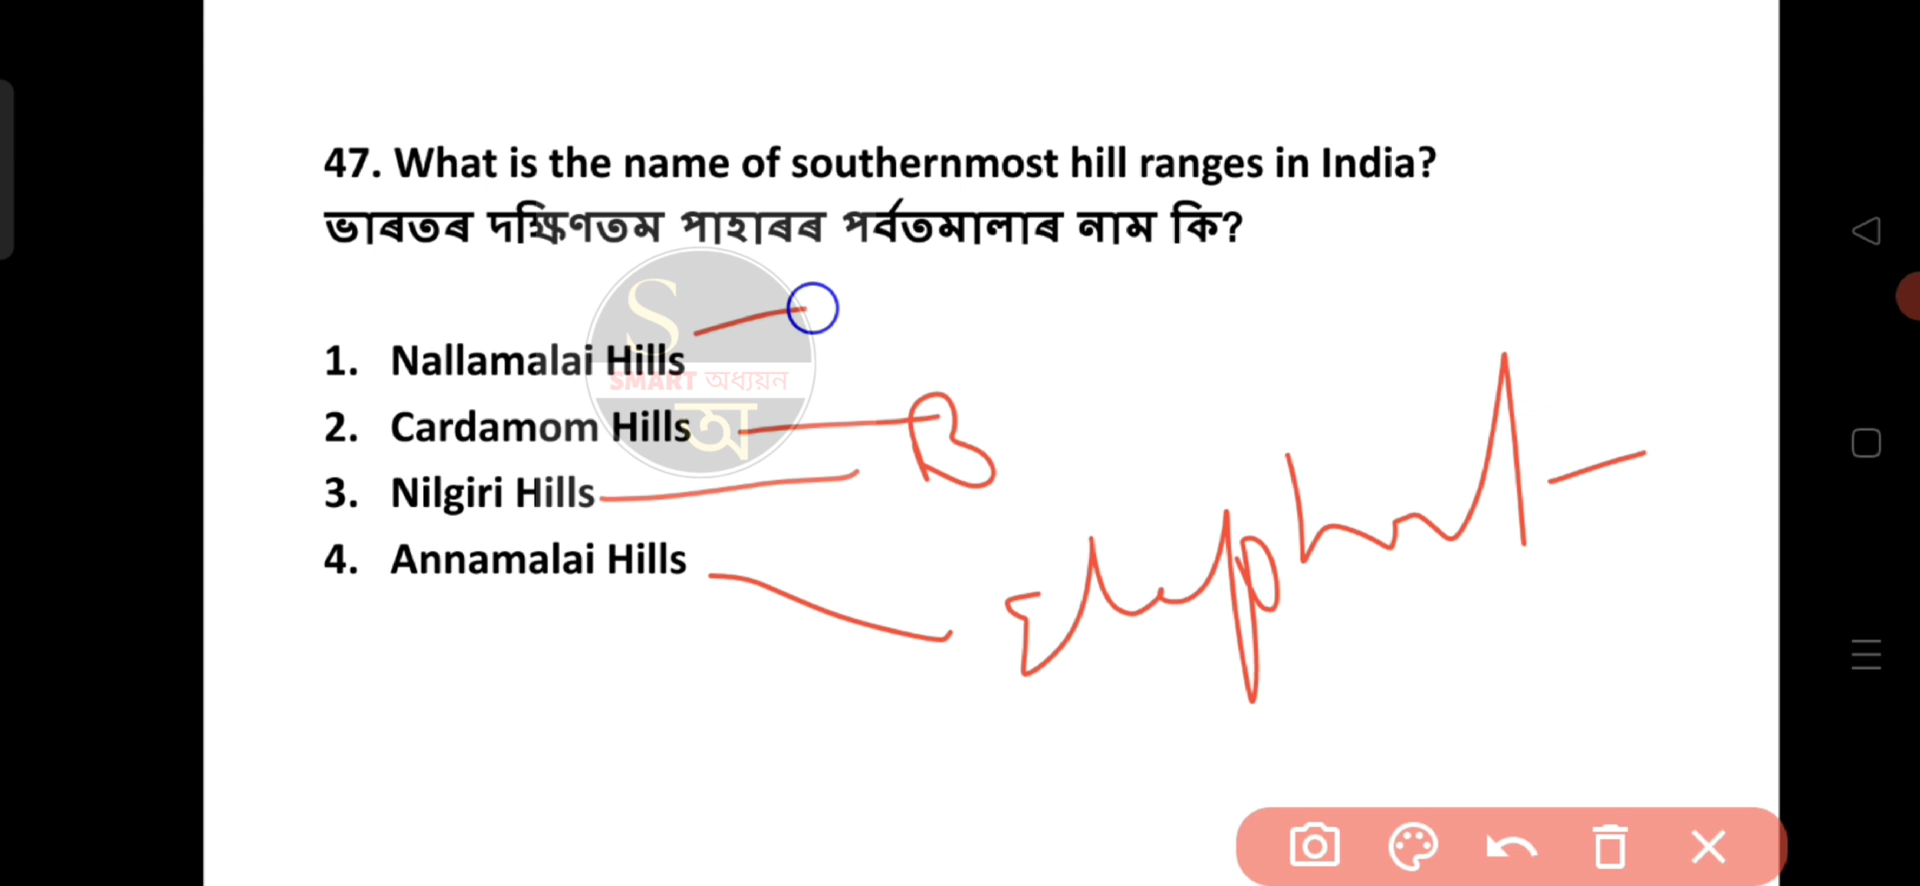 47. What is the name of southernmost hill ranges in India?
ভাৰতৰ দক্ষিণতম পাহাৰৰ পৰ্বতমালাৰ নাম কি?
S
1. Nallamalai Hills
SMART অধ্যয়ন
2. Cardamom Hills
অ
B
3. Nilgiri Hills
4. Annamalai Hills
Elephant